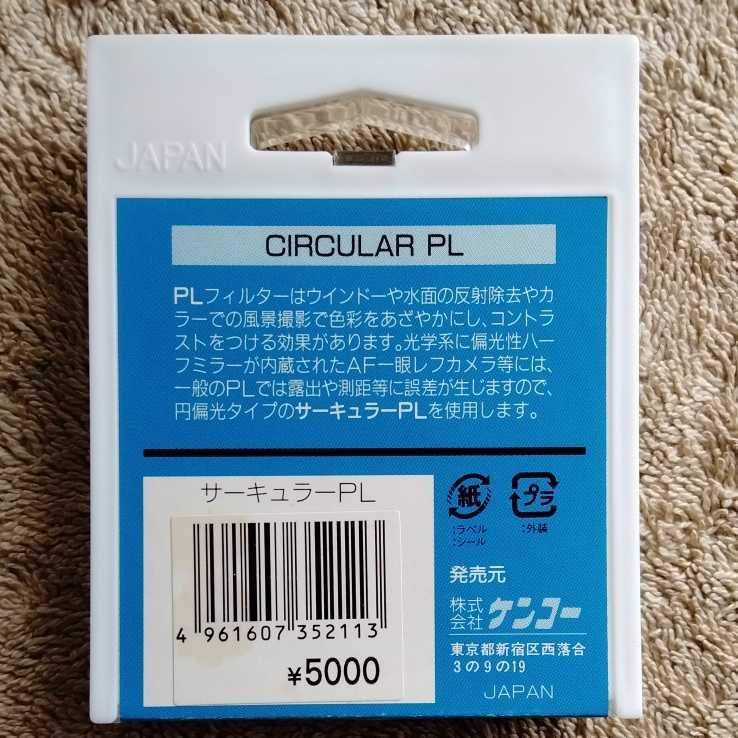 JAPAN
CIRCULAR PL
PLフィルターはウインドーや水面の反射除去やカ
ラーでの風景撮影で色彩をあざやかにし、コントラ
ストをつける効果があります。光学系に偏光性ハー
フミラーが内蔵されたAF一眼レフカメラ等には、
一般のPLでは露出や測距等に誤差が生じますので、
円偏光タイプのサーキュラーPLを使用します。
サーキュラーPL
4 961607 352113
¥5000
紙
:ラベル
:シール
プラ
:外装
発売元
株式会社 ケンコー
東京都新宿区西落合
3の9の19
JAPAN